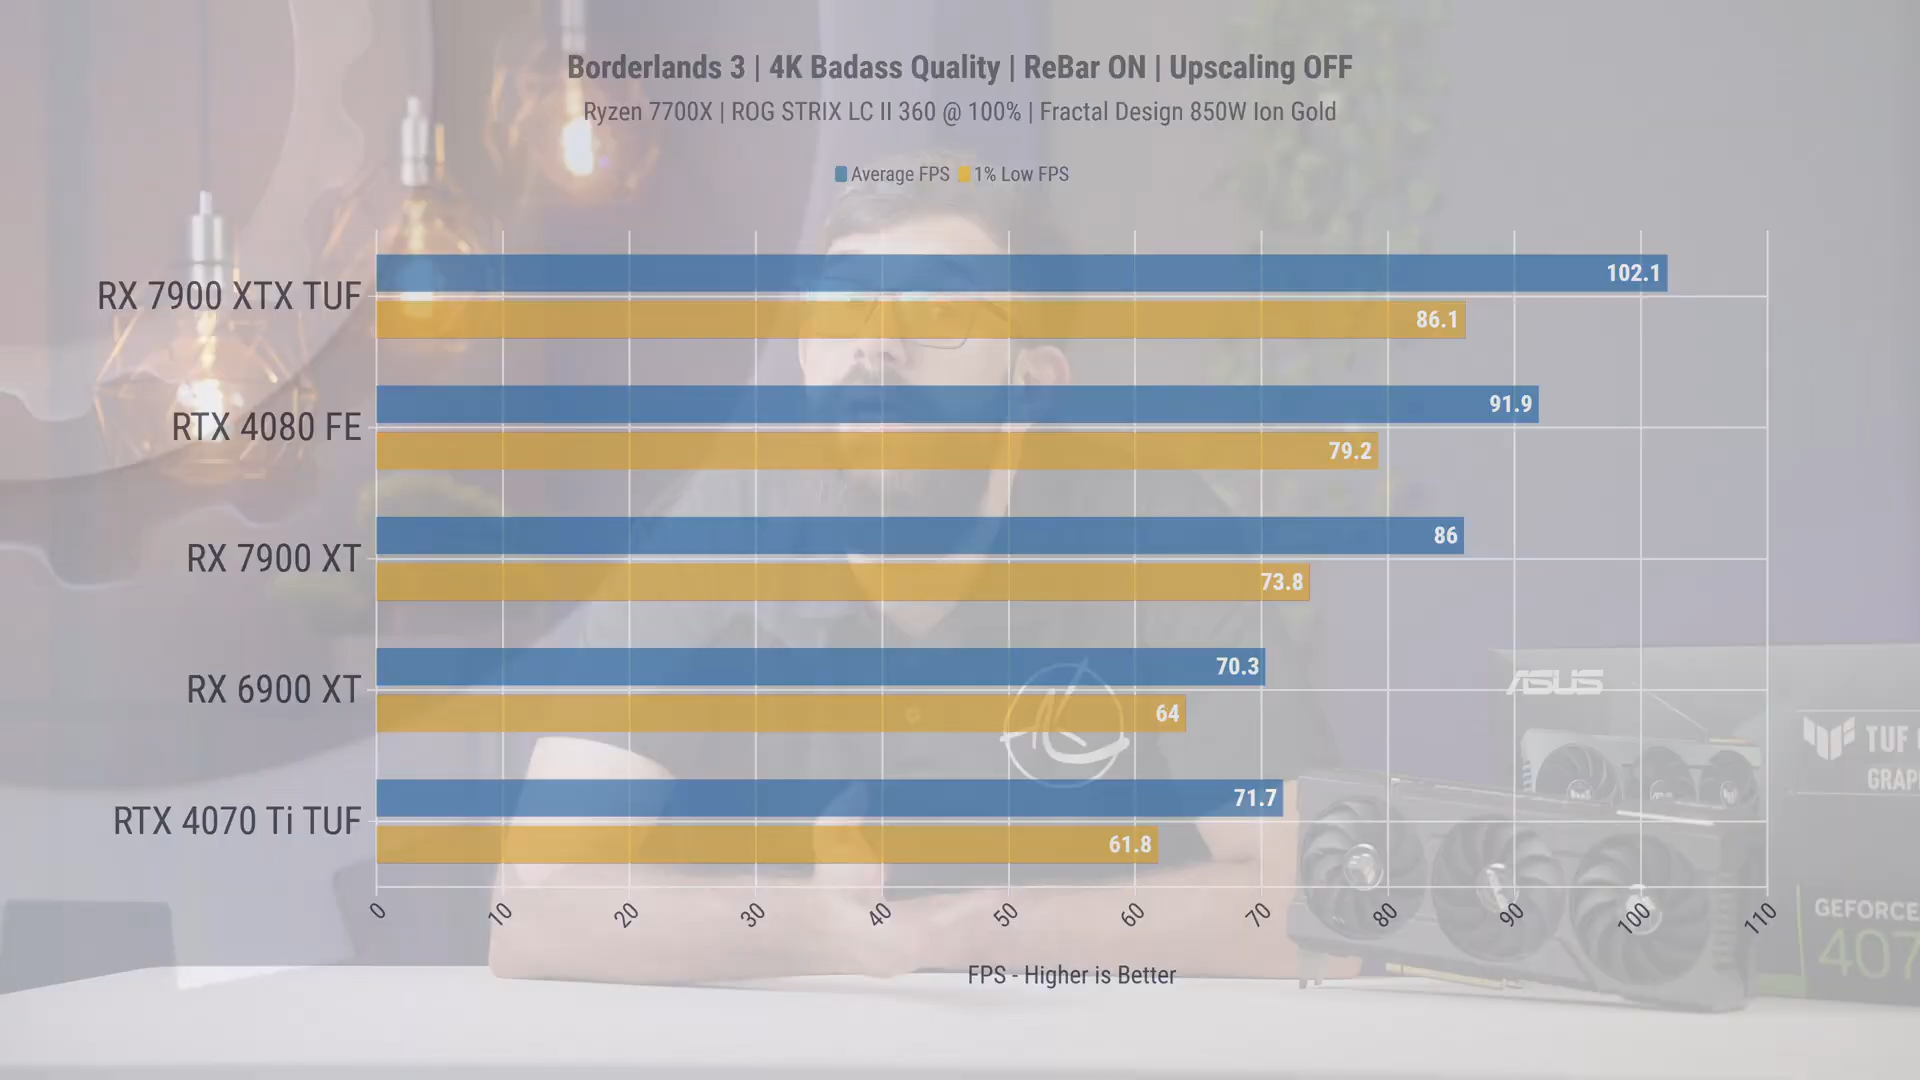 Borderlands 3 | 4K Badass Quality | ReBar ON | Upscaling OFF
Ryzen 7700X | ROG STRIX LC II 360 @ 100% | Fractal Design 850W Ion Gold
Average FPS 1% Low FPS
RX 7900 XTX TUF
102.1
86.1
RTX 4080 FE
91.9
79.2
RX 7900 XT
86
73.8
RX 6900 XT
70.3
64
RTX 4070 Ti TUF
71.7
61.8
0 10 20 30 40 50 60 70 80 90 100 110
FPS - Higher is Better
ASUS
TUF
GEFORCE